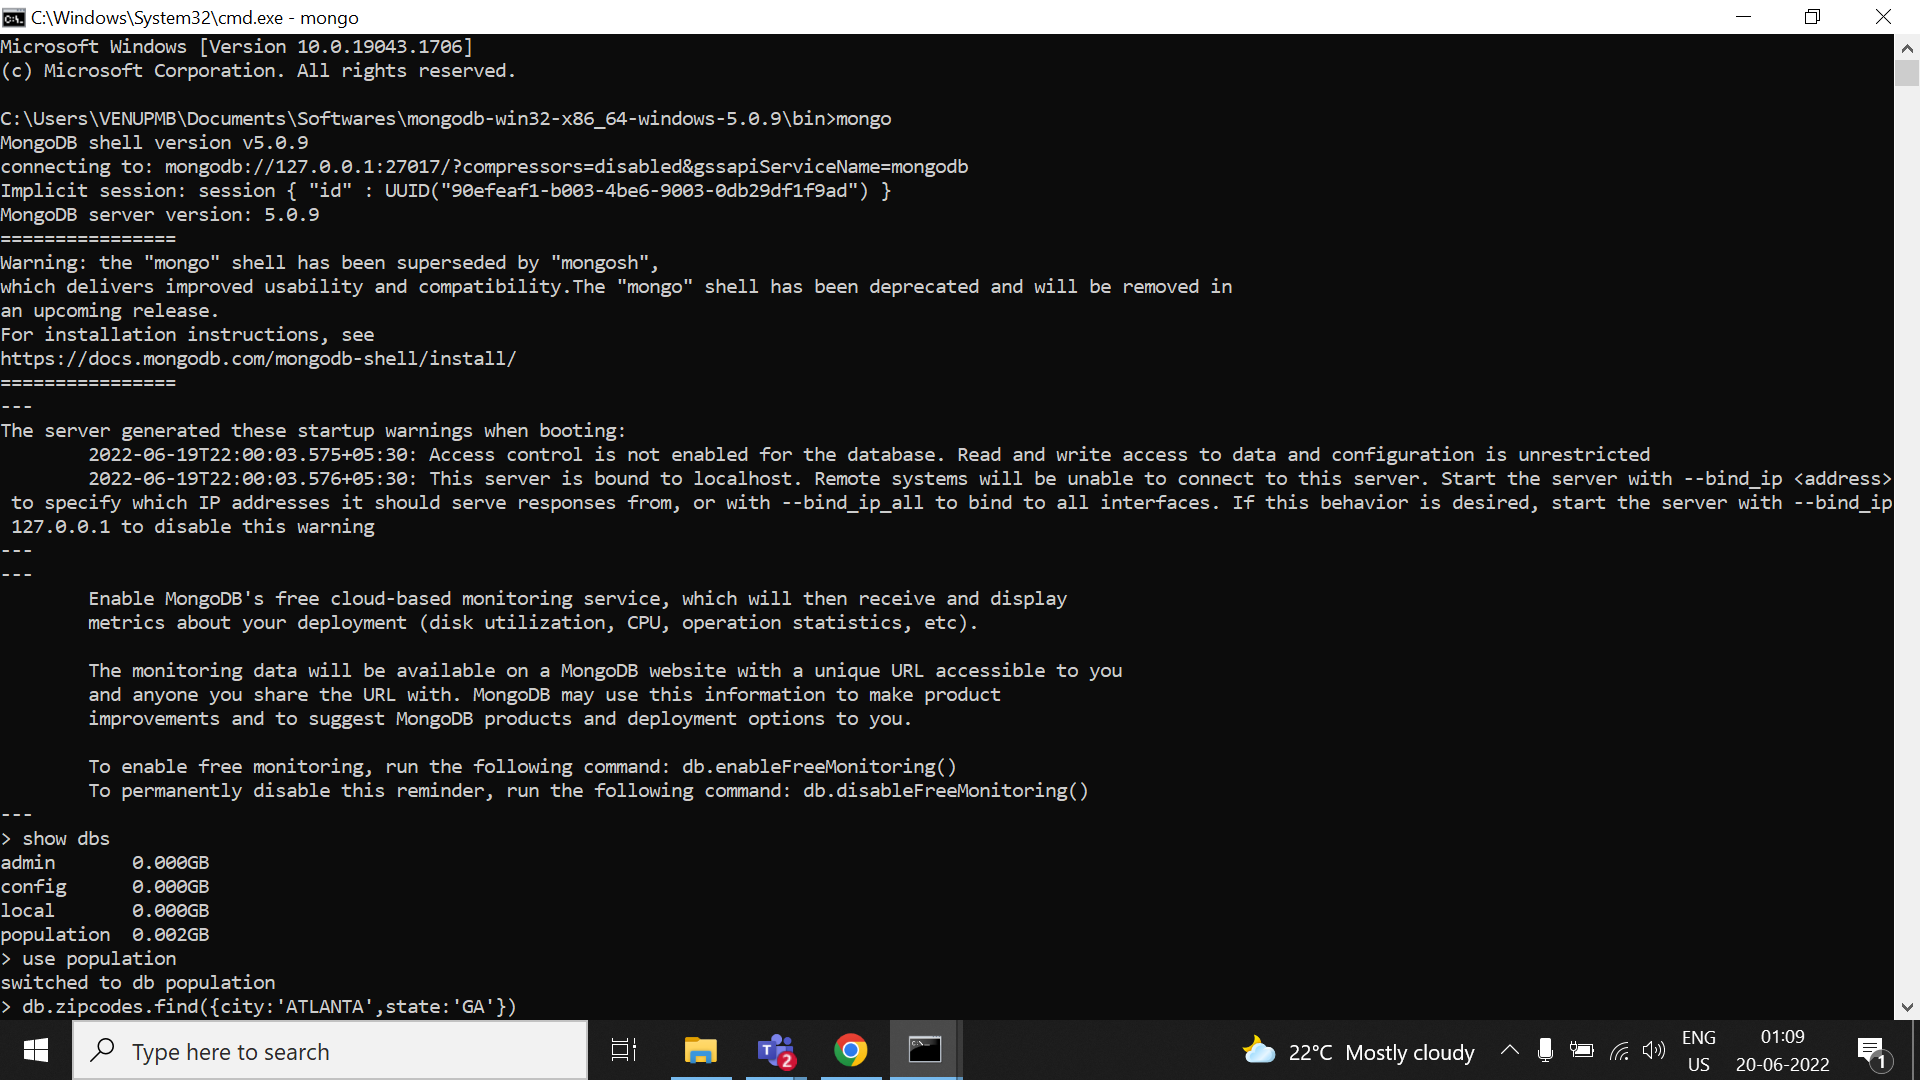 C:\Windows\System32\cmd.exe - mongo
Microsoft Windows [Version 10.0.19043.1706]
(c) Microsoft Corporation. All rights reserved.
C:\Users\VENUPMB\Documents\Softwares\mongodb-win32-x86_64-windows-5.0.9\bin>mongo
MongoDB shell version v5.0.9
connecting to: mongodb://127.0.0.1:27017/?compressors=disabled&gssapiServiceName=mongodb
Implicit session: session { "id" : UUID("90efeaf1-b003-4be6-9003-0db29df1f9ad") }
MongoDB server version: 5.0.9
================
Warning: the "mongo" shell has been superseded by "mongosh",
which delivers improved usability and compatibility.The "mongo" shell has been deprecated and will be removed in
an upcoming release.
For installation instructions, see
https://docs.mongodb.com/mongodb-shell/install/
================
---
The server generated these startup warnings when booting:
2022-06-19T22:00:03.575+05:30: Access control is not enabled for the database. Read and write access to data and configuration is unrestricted
2022-06-19T22:00:03.576+05:30: This server is bound to localhost. Remote systems will be unable to connect to this server. Start the server with --bind_ip <address>
to specify which IP addresses it should serve responses from, or with --bind_ip_all to bind to all interfaces. If this behavior is desired, start the server with --bind_ip
127.0.0.1 to disable this warning
---
---
Enable MongoDB's free cloud-based monitoring service, which will then receive and display
metrics about your deployment (disk utilization, CPU, operation statistics, etc).
The monitoring data will be available on a MongoDB website with a unique URL accessible to you
and anyone you share the URL with. MongoDB may use this information to make product
improvements and to suggest MongoDB products and deployment options to you.
To enable free monitoring, run the following command: db.enableFreeMonitoring()
To permanently disable this reminder, run the following command: db.disableFreeMonitoring()
---
> show dbs
admin       0.000GB
config      0.000GB
local       0.000GB
population  0.002GB
> use population
switched to db population
> db.zipcodes.find({city:'ATLANTA',state:'GA'})
Type here to search
2
22°C Mostly cloudy
ENG
US
01:09
20-06-2022
1